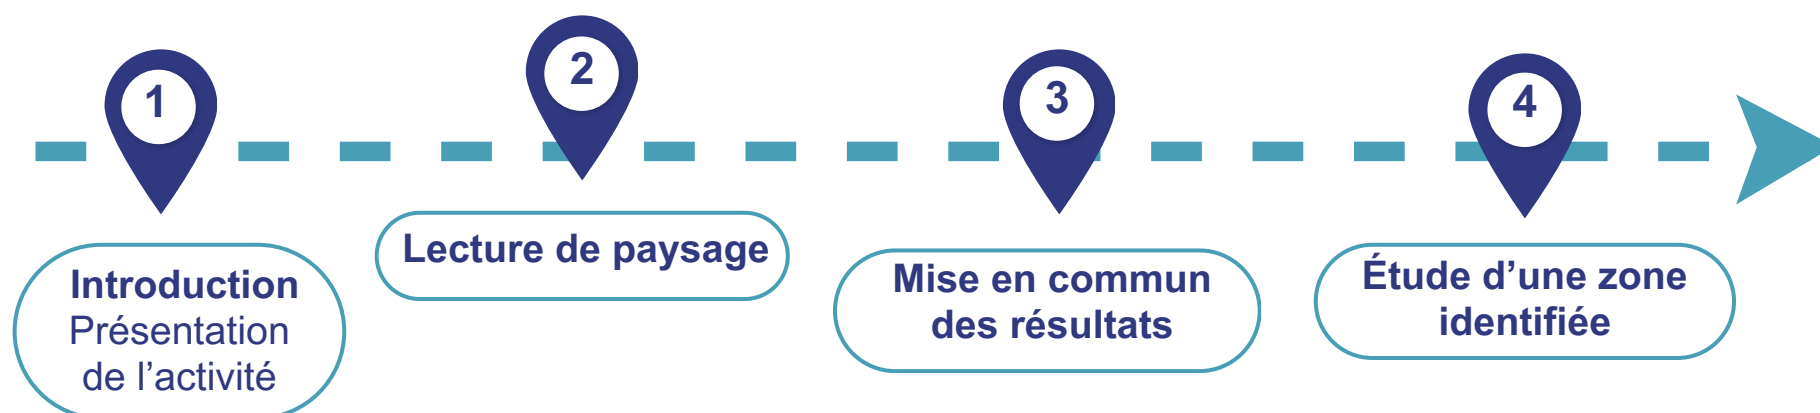 1
Introduction
Présentation
de l’activité
2
Lecture de paysage
3
Mise en commun
des résultats
4
Étude d’une zone
identifiée